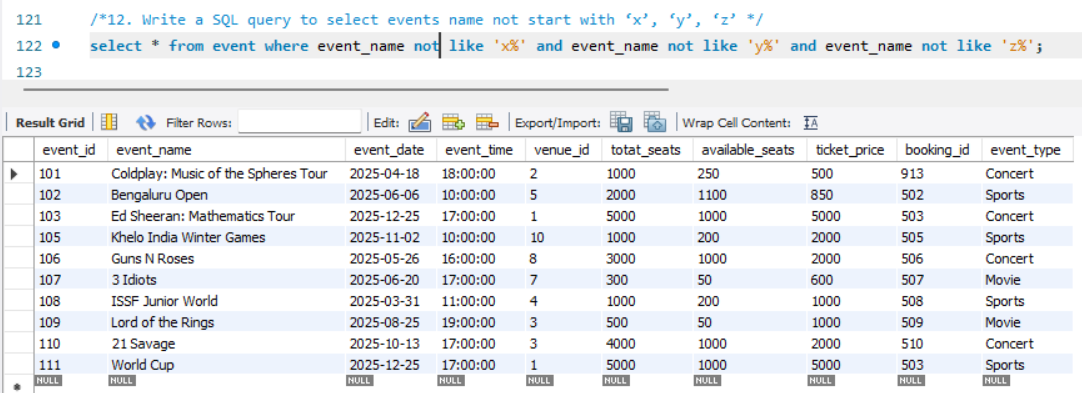 121 /*12. Write a SQL query to select events name not start with ‘x’, ‘y’, ‘z’ */
122 select * from event where event_name not like 'x%' and event_name not like 'y%' and event_name not like 'z%';
123
Result Grid Filter Rows: Edit: Export/Import: Wrap Cell Content:
event_id event_name event_date event_time venue_id totat_seats available_seats ticket_price booking_id event_type
101 Coldplay: Music of the Spheres Tour 2025-04-18 18:00:00 2 1000 250 500 913 Concert
102 Bengaluru Open 2025-06-06 10:00:00 5 2000 1100 850 502 Sports
103 Ed Sheeran: Mathematics Tour 2025-12-25 17:00:00 1 5000 1000 5000 503 Concert
105 Khelo India Winter Games 2025-11-02 10:00:00 10 1000 200 2000 505 Sports
106 Guns N Roses 2025-05-26 16:00:00 8 3000 1000 2000 506 Concert
107 3 Idiots 2025-06-20 17:00:00 7 300 50 600 507 Movie
108 ISSF Junior World 2025-03-31 11:00:00 4 1000 200 1000 508 Sports
109 Lord of the Rings 2025-08-25 19:00:00 3 500 50 1000 509 Movie
110 21 Savage 2025-10-13 17:00:00 3 4000 1000 2000 510 Concert
111 World Cup 2025-12-25 17:00:00 1 5000 1000 5000 503 Sports
NULL NULL NULL NULL NULL NULL NULL NULL NULL NULL